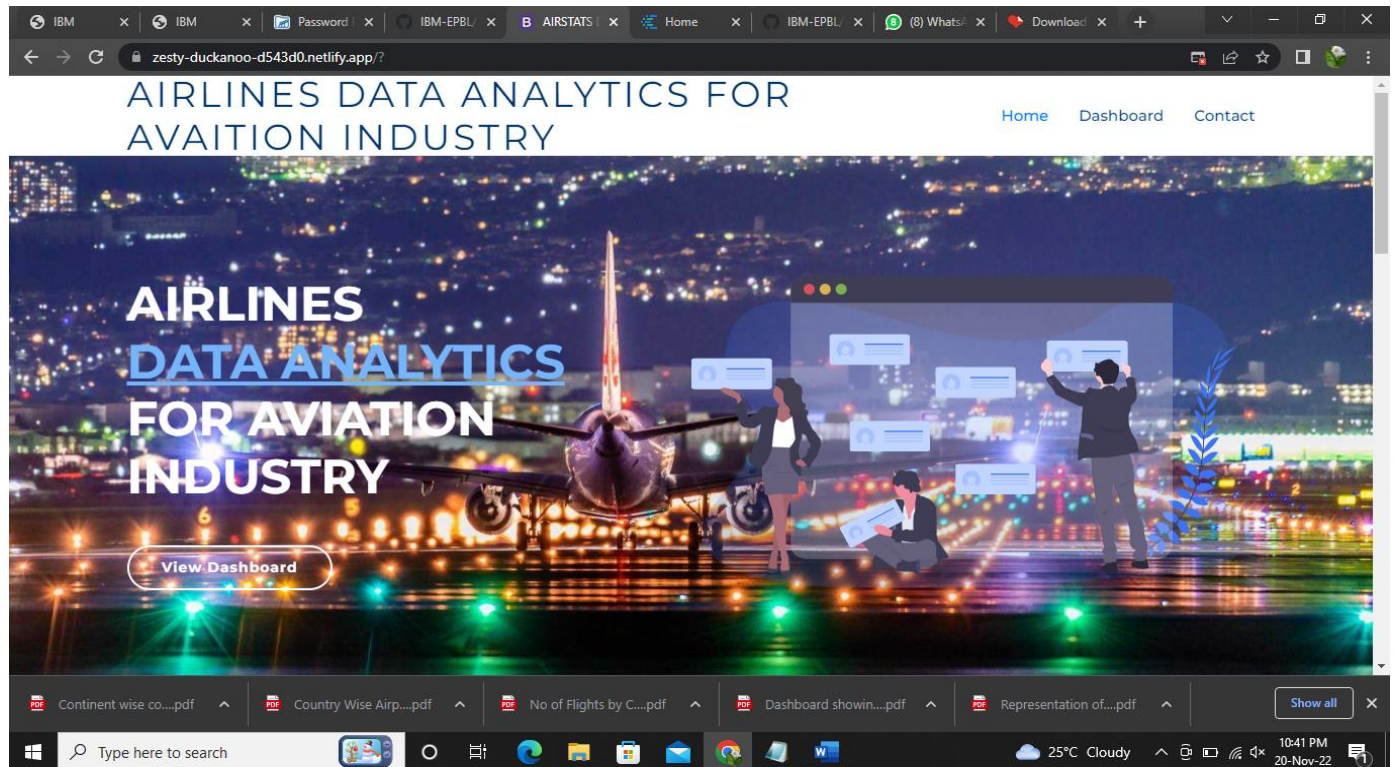 IBM
IBM
Password
IBM-EPBL/
AIRSTATS
Home
IBM-EPBL/
(8) Whats
Download
zesty-duckanoo-d543d0.netlify.app/?
AIRLINES DATA ANALYTICS FOR
AVAITION INDUSTRY
Home Dashboard Contact
AIRLINES
DATA ANALYTICS
FOR AVIATION
INDUSTRY
View Dashboard
Continent wise co....pdf
Country Wise Airp....pdf
No of Flights by C....pdf
Dashboard showin....pdf
Representation of....pdf
Show all
Type here to search
25°C Cloudy
10:41 PM
20-Nov-22